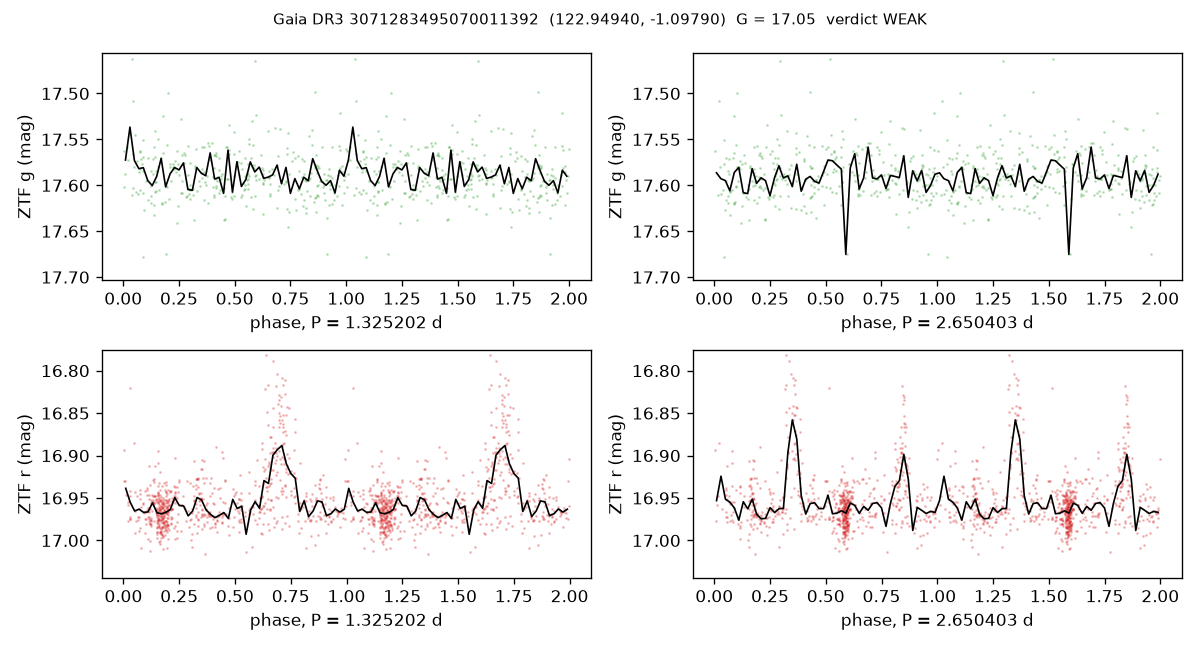 Gaia DR3 3071283495070011392 (122.94940, -1.09790) G = 17.05 verdict WEAK
ZTF g (mag)
17.50
17.55
17.60
17.65
17.70
0.00 0.25 0.50 0.75 1.00 1.25 1.50 1.75 2.00
phase, P = 1.325202 d
ZTF g (mag)
17.50
17.55
17.60
17.65
17.70
0.00 0.25 0.50 0.75 1.00 1.25 1.50 1.75 2.00
phase, P = 2.650403 d
ZTF r (mag)
16.80
16.85
16.90
16.95
17.00
0.00 0.25 0.50 0.75 1.00 1.25 1.50 1.75 2.00
phase, P = 1.325202 d
ZTF r (mag)
16.80
16.85
16.90
16.95
17.00
0.00 0.25 0.50 0.75 1.00 1.25 1.50 1.75 2.00
phase, P = 2.650403 d